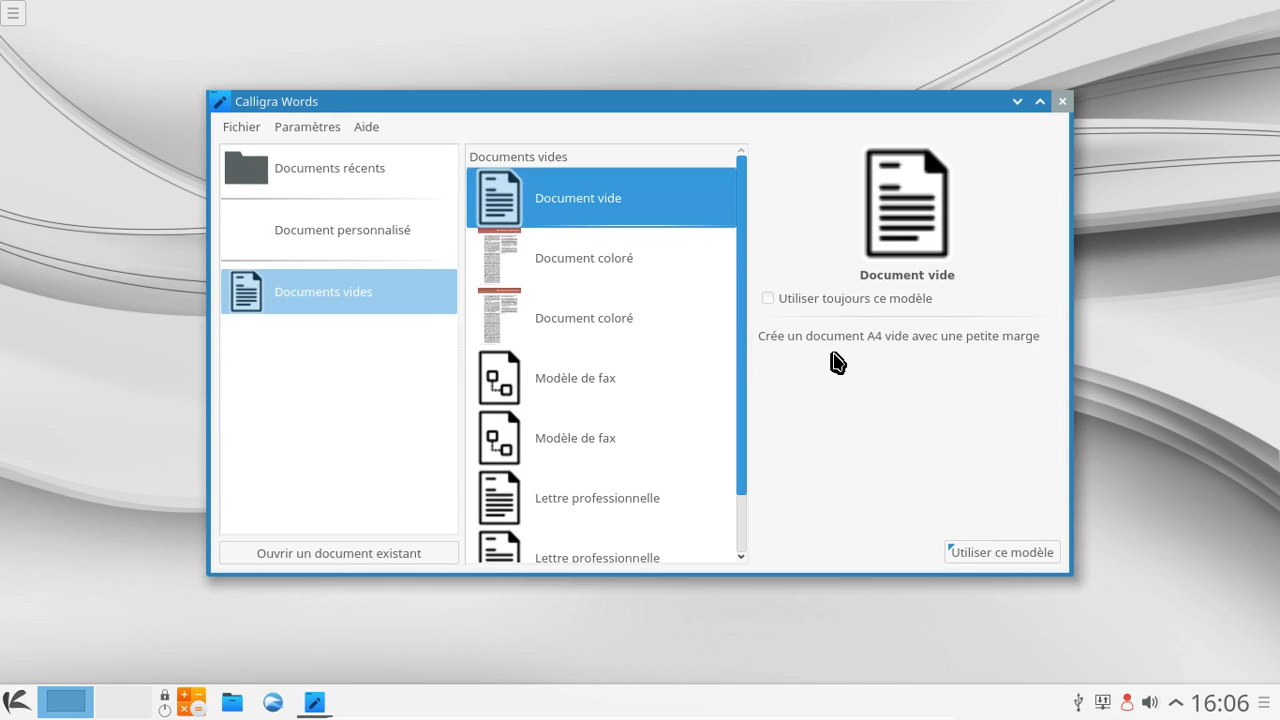 Calligra Words
Fichier Paramètres Aide
Documents récents
Document personnalisé
Documents vides
Ouvrir un document existant
Documents vides
Document vide
Document coloré
Document coloré
Modèle de fax
Modèle de fax
Lettre professionnelle
Lettre professionnelle
Document vide
Utiliser toujours ce modèle
Crée un document A4 vide avec une petite marge
Utiliser ce modèle
16:06